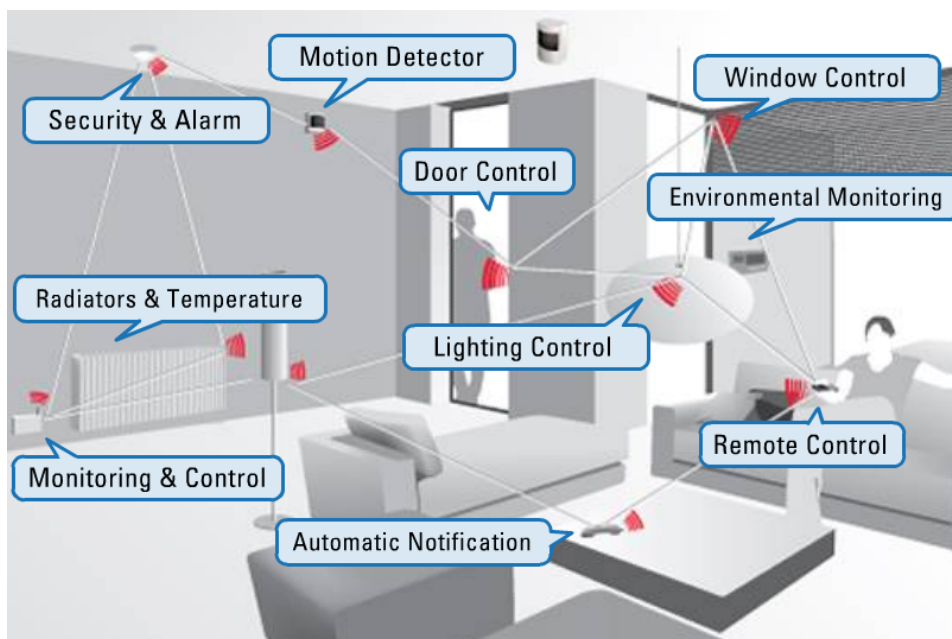 Motion Detector
Window Control
Security & Alarm
Door Control
Environmental Monitoring
Radiators & Temperature
Lighting Control
Remote Control
Monitoring & Control
Automatic Notification